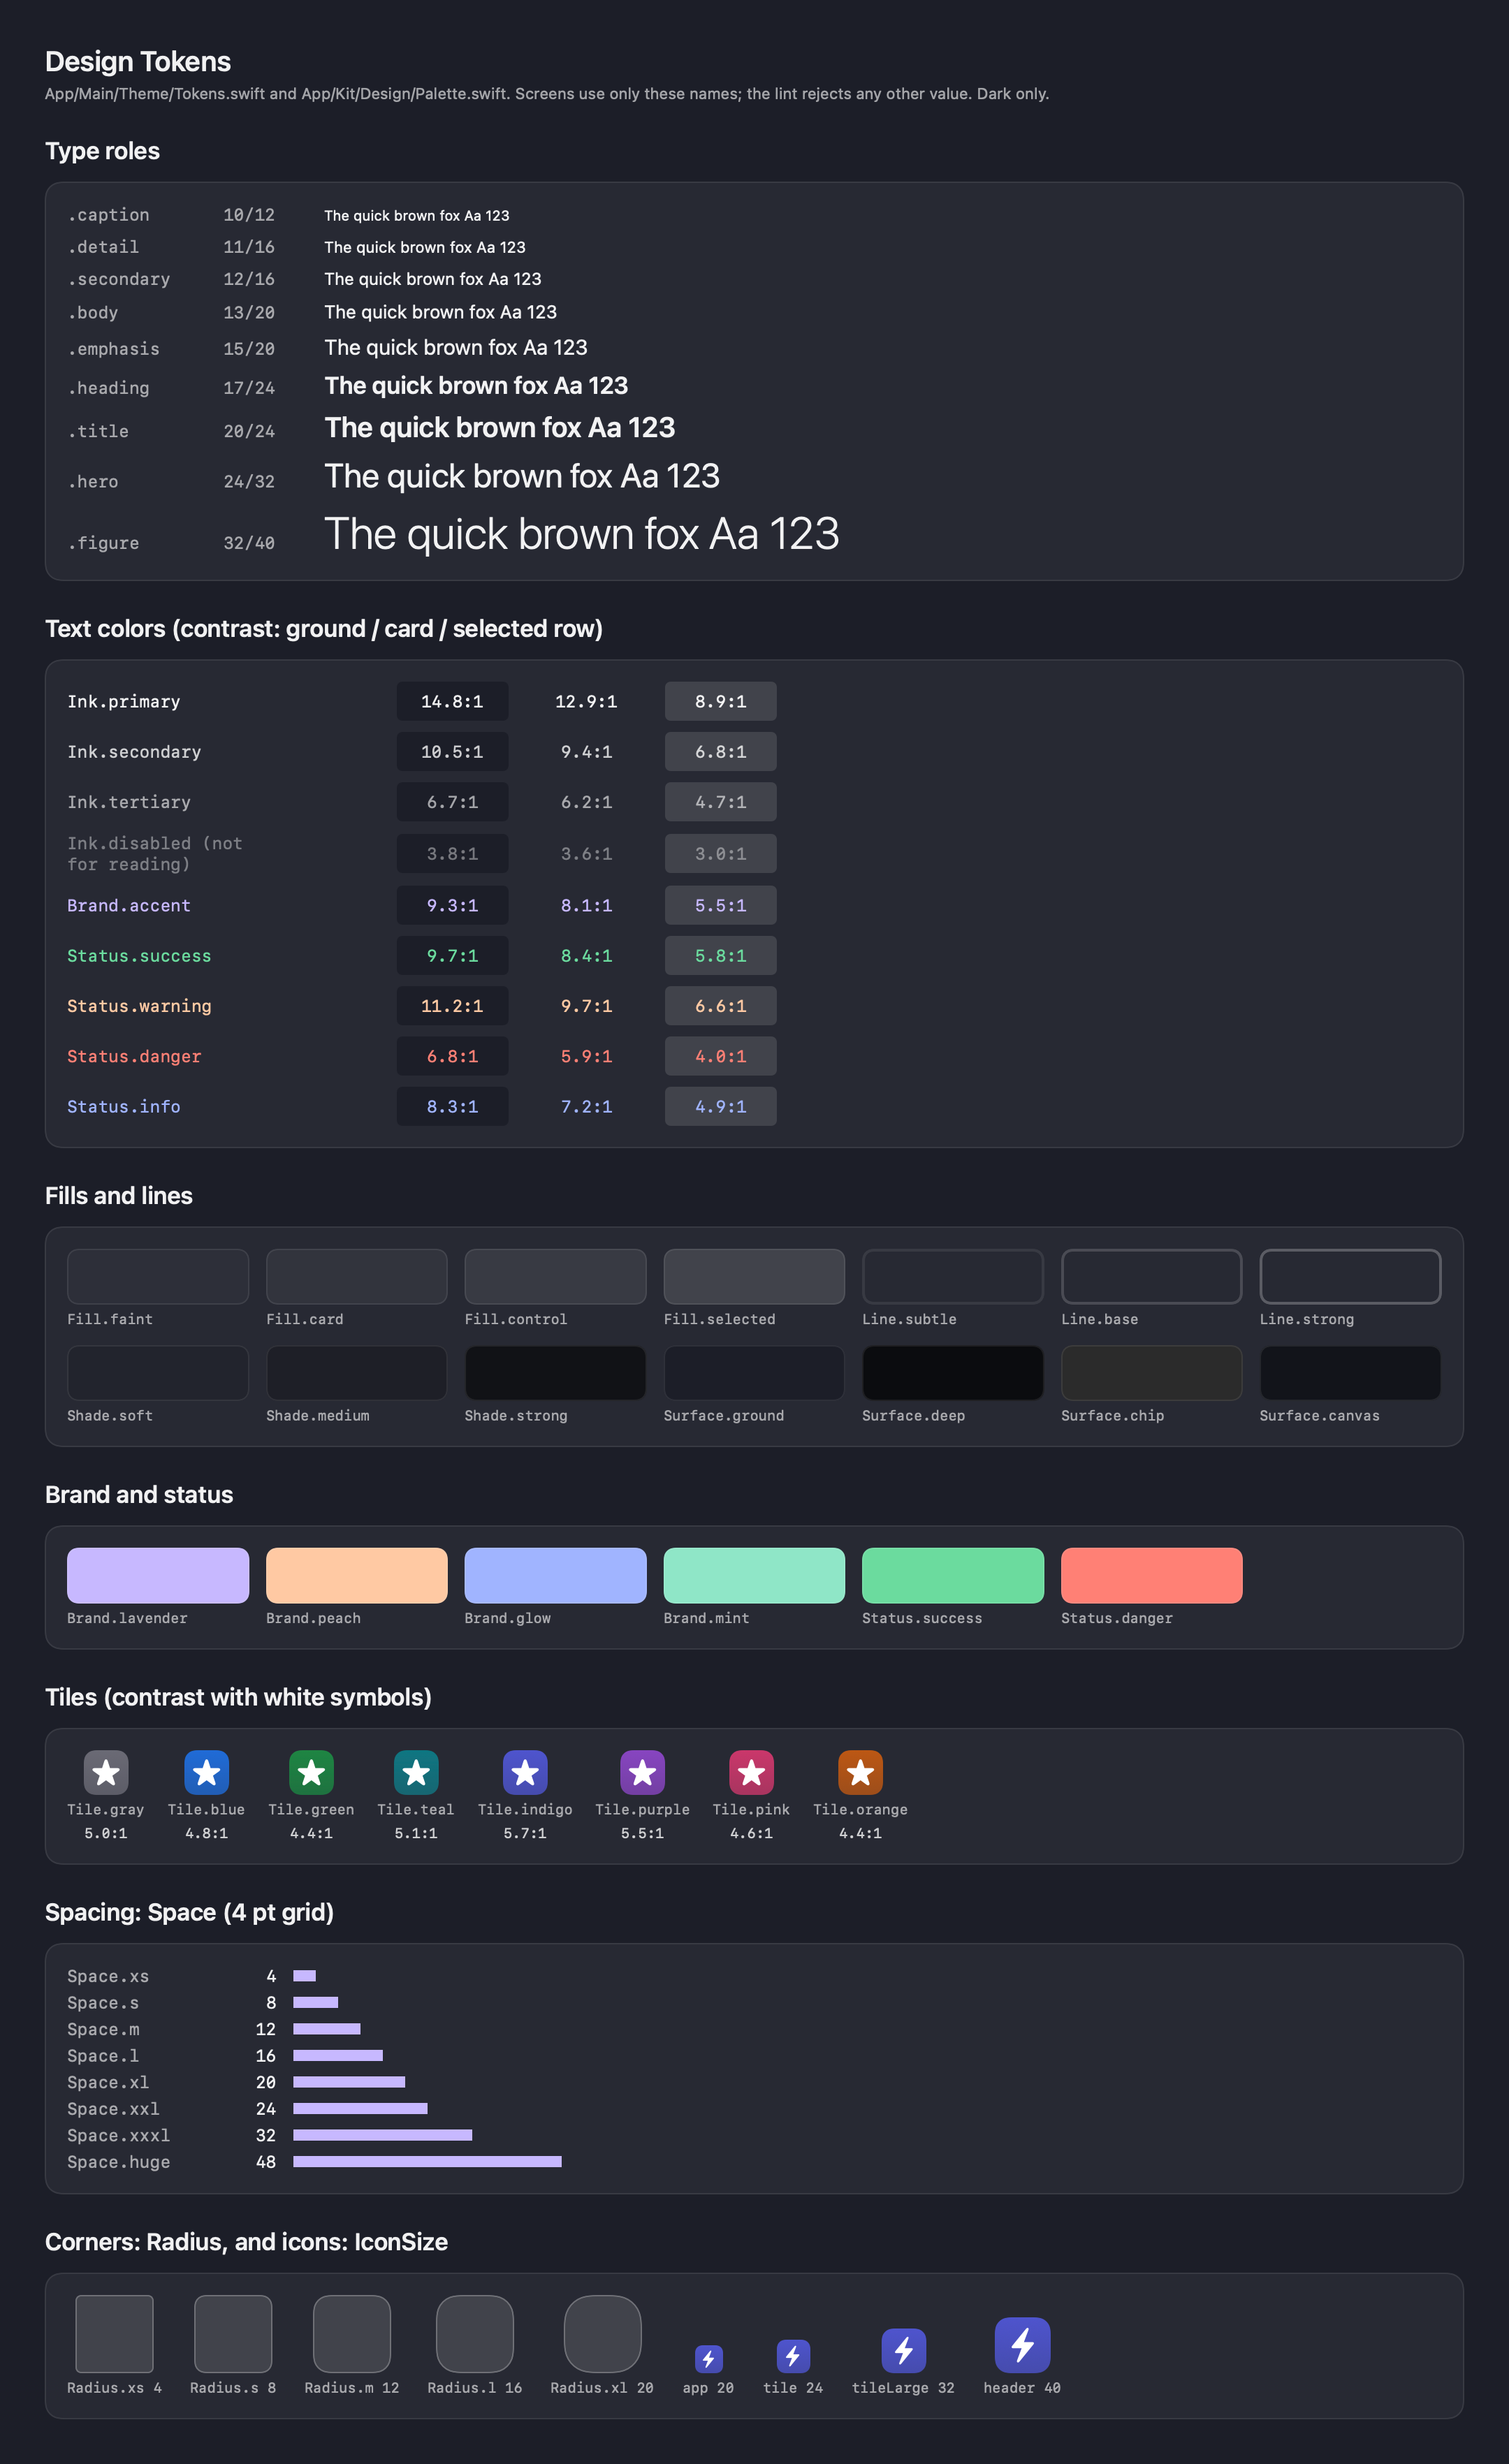 Design Tokens
App/Main/Theme/Tokens.swift and App/Kit/Design/Palette.swift. Screens use only these names; the lint rejects any other value. Dark only.
Type roles
.caption 10/12 The quick brown fox Aa 123
.detail 11/16 The quick brown fox Aa 123
.secondary 12/16 The quick brown fox Aa 123
.body 13/20 The quick brown fox Aa 123
.emphasis 15/20 The quick brown fox Aa 123
.heading 17/24 The quick brown fox Aa 123
.title 20/24 The quick brown fox Aa 123
.hero 24/32 The quick brown fox Aa 123
.figure 32/40 The quick brown fox Aa 123
Text colors (contrast: ground / card / selected row)
Ink.primary 14.8:1 12.9:1 8.9:1
Ink.secondary 10.5:1 9.4:1 6.8:1
Ink.tertiary 6.7:1 6.2:1 4.7:1
Ink.disabled (not
for reading) 3.8:1 3.6:1 3.0:1
Brand.accent 9.3:1 8.1:1 5.5:1
Status.success 9.7:1 8.4:1 5.8:1
Status.warning 11.2:1 9.7:1 6.6:1
Status.danger 6.8:1 5.9:1 4.0:1
Status.info 8.3:1 7.2:1 4.9:1
Fills and lines
Fill.faint Fill.card Fill.control Fill.selected Line.subtle Line.base Line.strong
Shade.soft Shade.medium Shade.strong Surface.ground Surface.deep Surface.chip Surface.canvas
Brand and status
Brand.lavender Brand.peach Brand.glow Brand.mint Status.success Status.danger
Tiles (contrast with white symbols)
Tile.gray Tile.blue Tile.green Tile.teal Tile.indigo Tile.purple Tile.pink Tile.orange
5.0:1 4.8:1 4.4:1 5.1:1 5.7:1 5.5:1 4.6:1 4.4:1
Spacing: Space (4 pt grid)
Space.xs 4
Space.s 8
Space.m 12
Space.l 16
Space.xl 20
Space.xxl 24
Space.xxxl 32
Space.huge 48
Corners: Radius, and icons: IconSize
Radius.xs 4 Radius.s 8 Radius.m 12 Radius.l 16 Radius.xl 20 app 20 tile 24 tileLarge 32 header 40